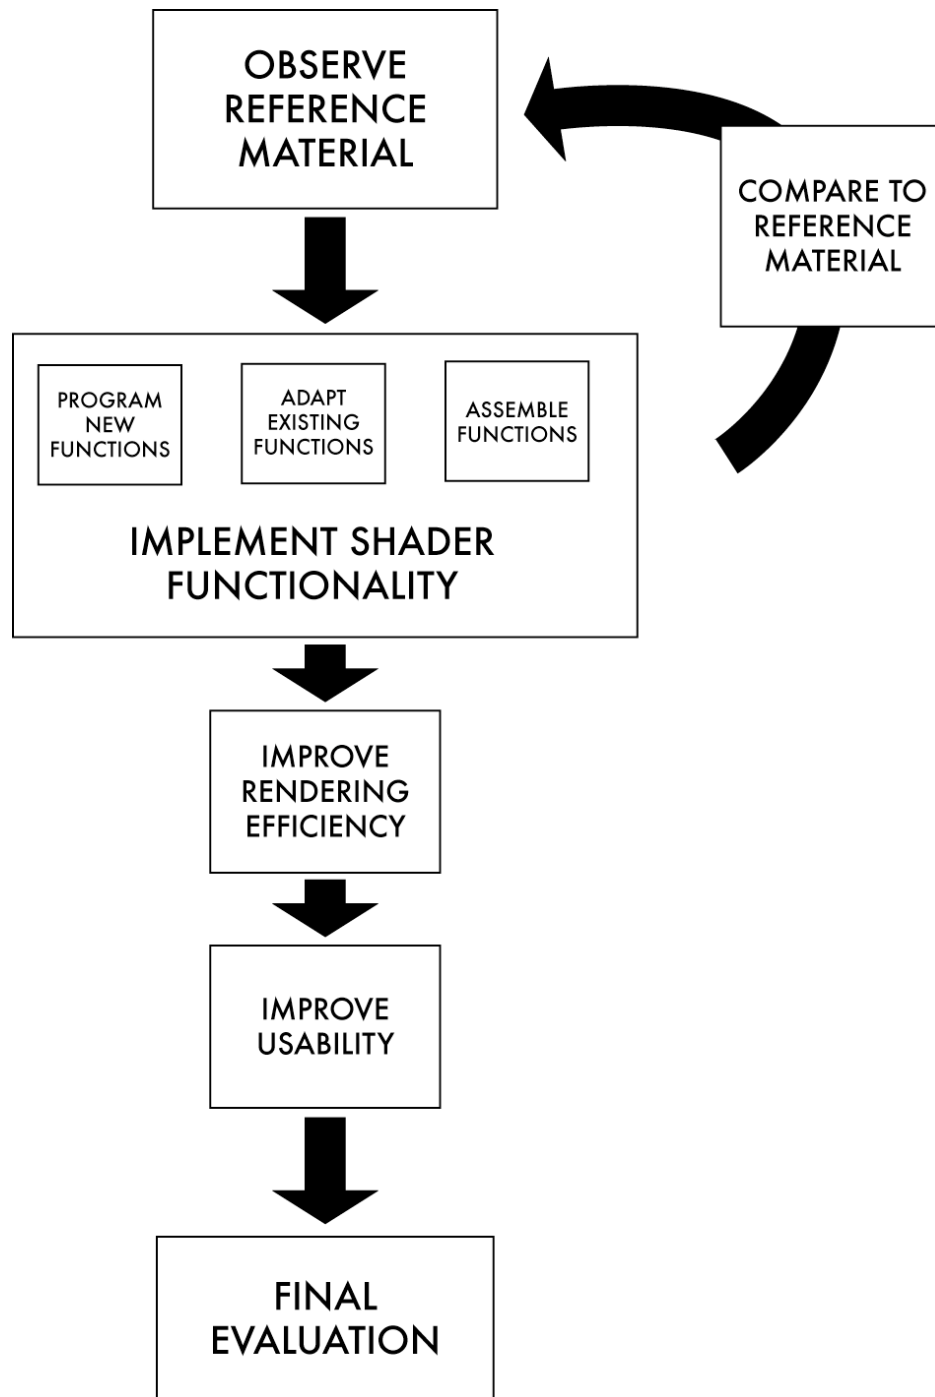 OBSERVE
REFERENCE
MATERIAL
COMPARE TO
REFERENCE
MATERIAL
PROGRAM
NEW
FUNCTIONS
ADAPT
EXISTING
FUNCTIONS
ASSEMBLE
FUNCTIONS
IMPLEMENT SHADER
FUNCTIONALITY
IMPROVE
RENDERING
EFFICIENCY
IMPROVE
USABILITY
FINAL
EVALUATION